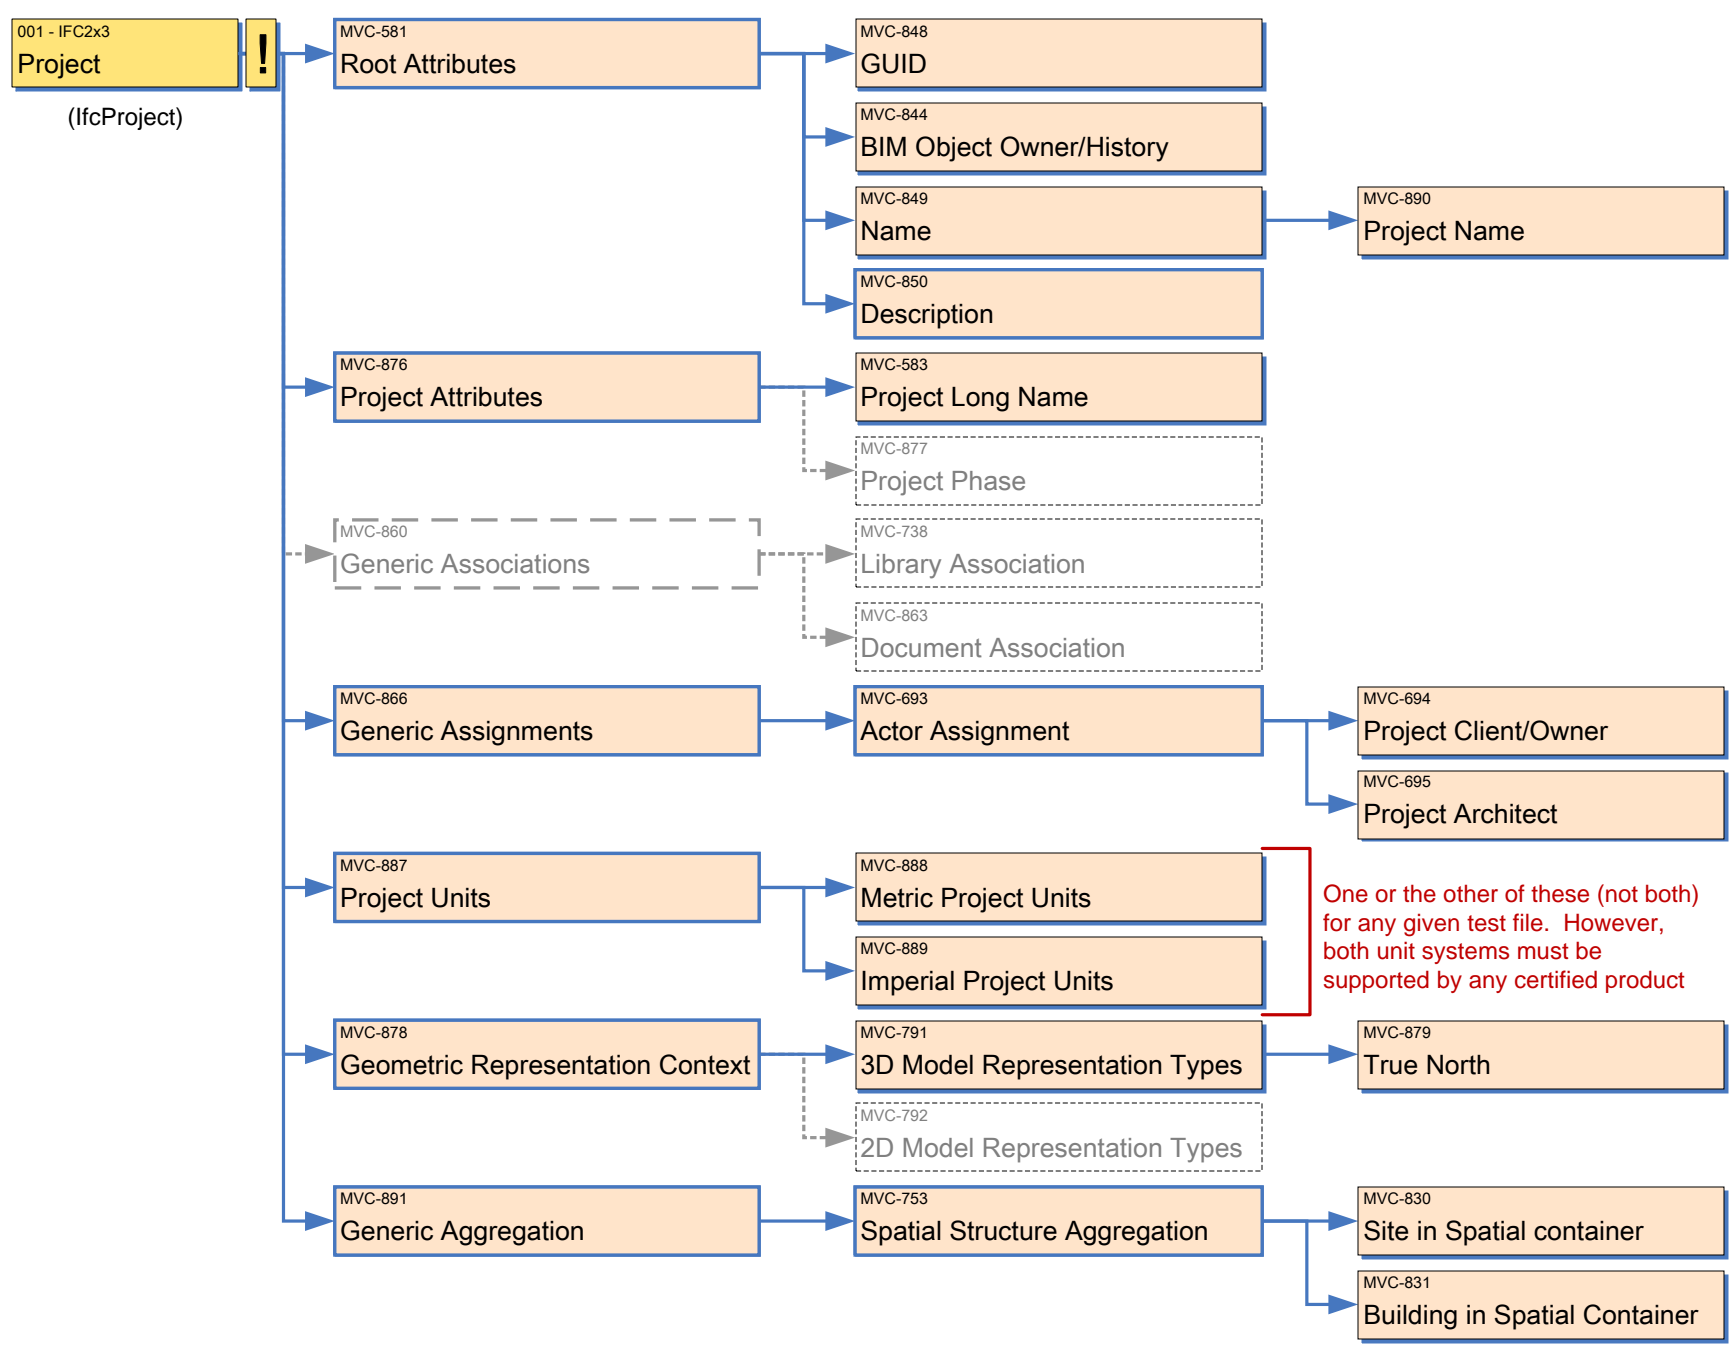 001 - IFC2x3
Project
!
(IfcProject)
MVC-581
Root Attributes
MVC-848
GUID
MVC-844
BIM Object Owner/History
MVC-849
Name
MVC-890
Project Name
MVC-850
Description
MVC-876
Project Attributes
MVC-583
Project Long Name
MVC-877
Project Phase
MVC-860
Generic Associations
MVC-738
Library Association
MVC-863
Document Association
MVC-866
Generic Assignments
MVC-693
Actor Assignment
MVC-694
Project Client/Owner
MVC-695
Project Architect
MVC-887
Project Units
MVC-888
Metric Project Units
MVC-889
Imperial Project Units
One or the other of these (not both)
for any given test file.  However,
both unit systems must be
supported by any certified product
MVC-878
Geometric Representation Context
MVC-791
3D Model Representation Types
MVC-879
True North
MVC-792
2D Model Representation Types
MVC-891
Generic Aggregation
MVC-753
Spatial Structure Aggregation
MVC-830
Site in Spatial container
MVC-831
Building in Spatial Container